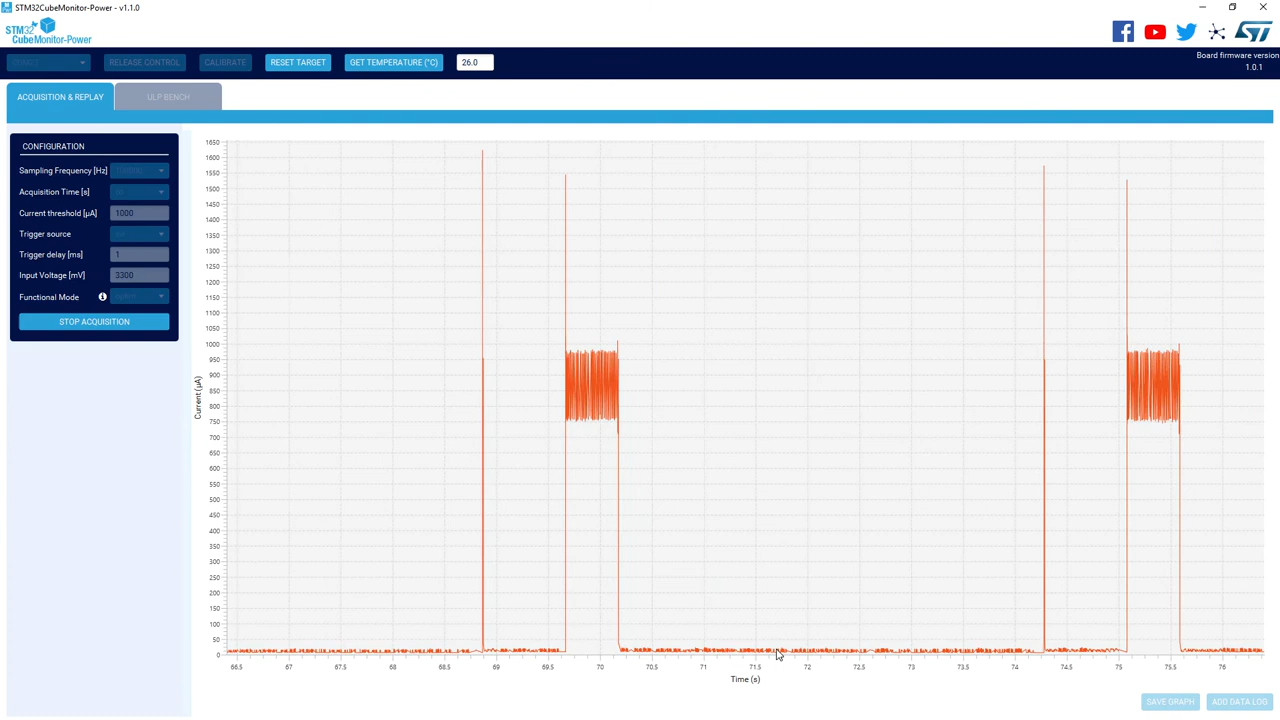 STM32CubeMonitor-Power - v1.1.0
STM32
CubeMonitor-Power
RELEASE CONTROL
CALIBRATE
RESET TARGET
GET TEMPERATURE (°C)
26.0
Board firmware version
1.0.1
ACQUISITION & REPLAY
ULP BENCH
CONFIGURATION
Sampling Frequency [Hz]
Acquisition Time [s]
Current threshold [µA]
1000
Trigger source
Trigger delay [ms]
1
Input Voltage [mV]
3300
Functional Mode
STOP ACQUISITION
Current (µA)
1650
1600
1550
1500
1450
1400
1350
1300
1250
1200
1150
1100
1050
1000
950
900
850
800
750
700
650
600
550
500
450
400
350
300
250
200
150
100
50
0
66.5 67 67.5 68 68.5 69 69.5 70 70.5 71 71.5 72 72.5 73 73.5 74 74.5 75 75.5 76
Time (s)
SAVE GRAPH
ADD DATA LOG